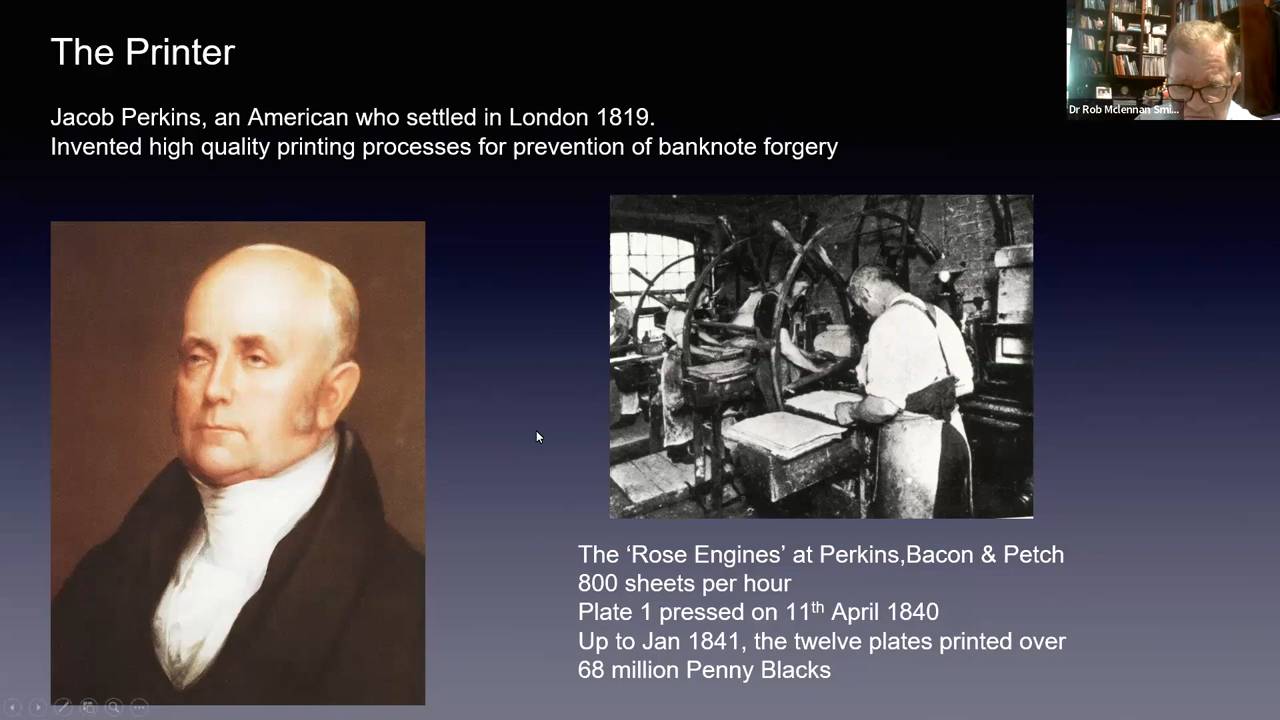 The Printer
Jacob Perkins, an American who settled in London 1819.
Invented high quality printing processes for prevention of banknote forgery
Dr Rob Mclennan Smi...
The ‘Rose Engines’ at Perkins,Bacon & Petch
800 sheets per hour
Plate 1 pressed on 11th April 1840
Up to Jan 1841, the twelve plates printed over
68 million Penny Blacks